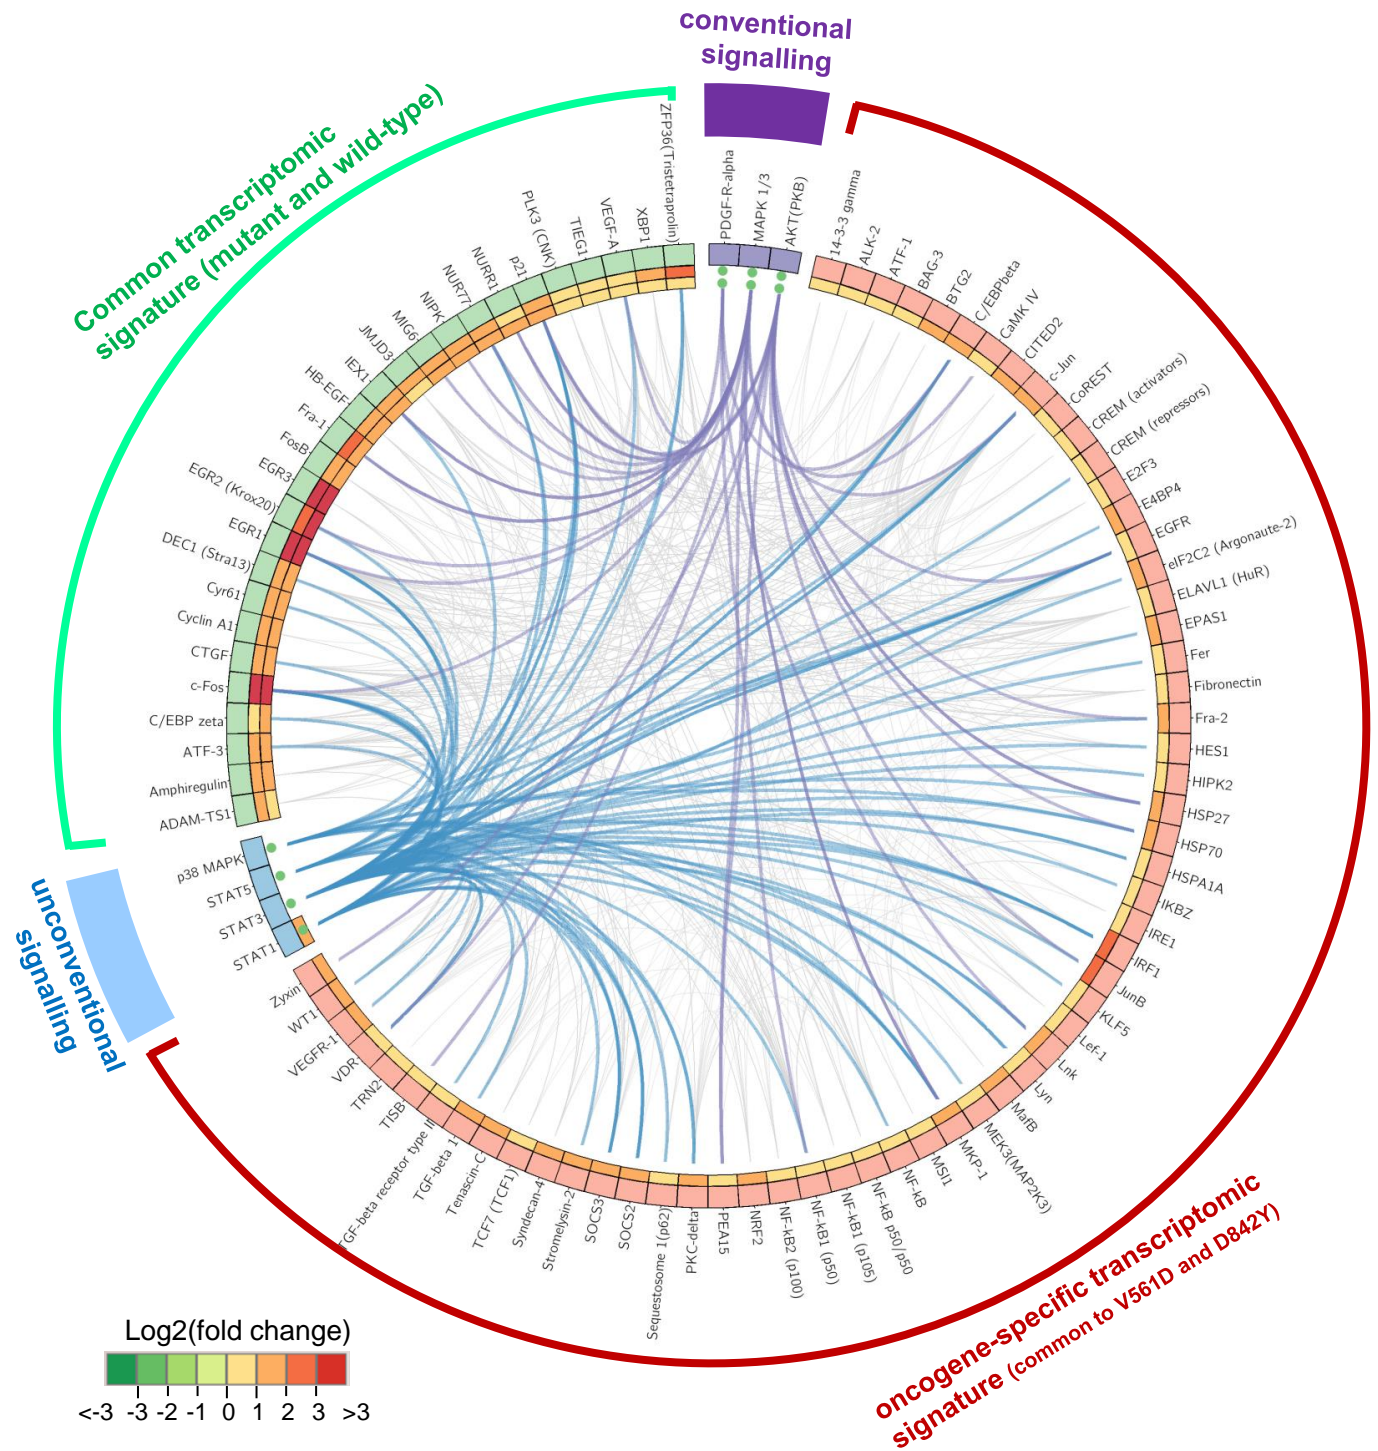 conventional
signalling
Common transcriptomic
signature (mutant and wild-type)
ZFP36(Tristetraprolin)
XBP1
VEGF-A
TIEG1
PLK3 (CNK)
p21
NURR1
NUR77
NIPK
MIG6
JMJD3
IEX1
HB-EGF
Fra-1
FosB
EGR3
EGR2 (Krox20)
EGR1
DEC1 (Stra13)
Cyr61
Cyclin A1
CTGF
c-Fos
C/EBP zeta
ATF-3
Amphiregulin
ADAM-TS1
PDGF-R-alpha
MAPK 1/3
AKT(PKB)
14-3-3 gamma
ALK-2
ATF-1
BAG-3
BTG2
C/EBPbeta
CaMK IV
CITED2
c-Jun
CoREST
CREM (activators)
CREM (repressors)
E2F3
E4BP4
EGFR
eIF2C2 (Argonaute-2)
ELAVL1 (HuR)
EPAS1
Fer
Fibronectin
Fra-2
HES1
HIPK2
HSP27
HSP70
HSPA1A
IKBZ
IRE1
IRF1
JunB
KLF5
Lef-1
Lnk
Lyn
MafB
MEK3(MAP2K3)
MKP-1
MSI1
NF-kB
NF-kB p50/p50
NF-kB1 (p105)
NF-kB1 (p50)
NF-kB2 (p100)
NRF2
PEA15
PKC-delta
Sequestosome 1(p62)
SOCS2
SOCS3
Stromelysin-2
Syndecan-4
TCF7 (TCF1)
Tenascin-C
TGF-beta 1
TGF-beta receptor type II
TISB
TRN2
VDR
VEGFR-1
WT1
Zyxin
p38 MAPK
STAT5
STAT3
STAT1
unconventional
signalling
oncogene-specific transcriptomic
signature (common to V561D and D842Y)
Log2(fold change)
<-3 -3 -2 -1 0 1 2 3 >3